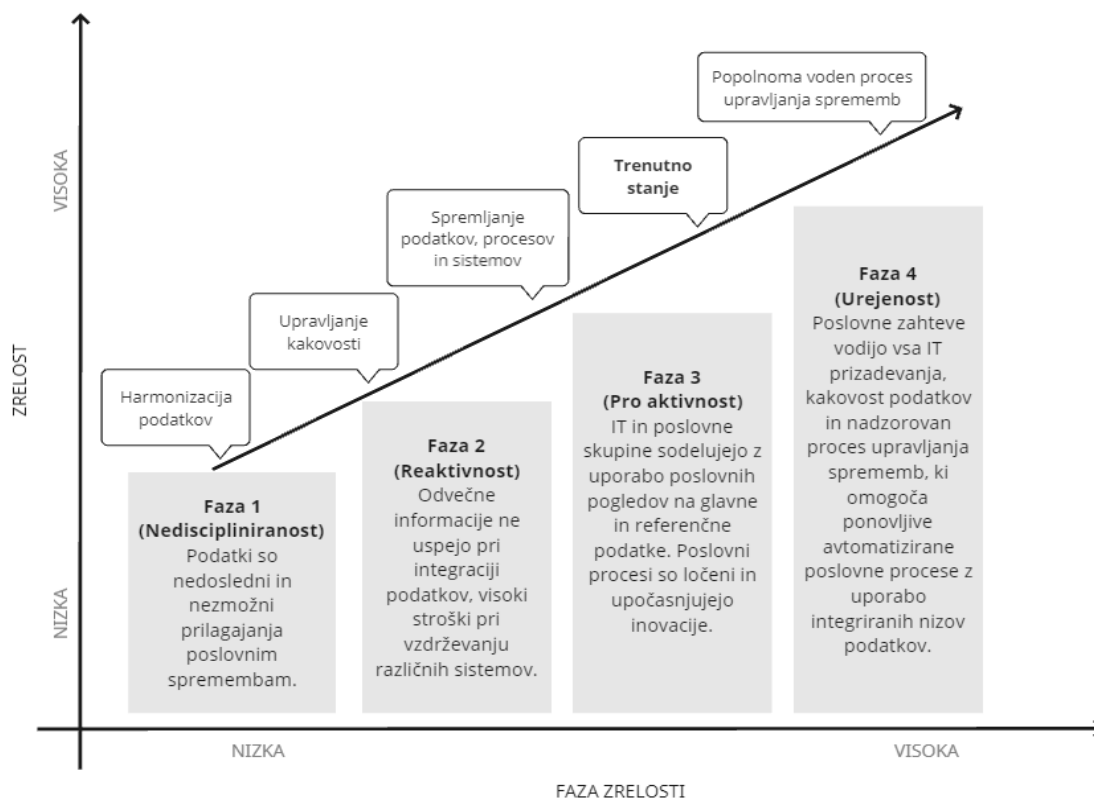 Popolnoma voden proces
upravljanja sprememb
Trenutno
stanje
Spremljanje
podatkov, procesov
in sistemov
Upravljanje
kakovosti
Harmonizacija
podatkov
VISOKA
ZRELOST
NIZKA
Faza 1
(Nediscipliniranost)
Podatki so
nedosledni in
nezmožni
prilagajanja
poslovnim
spremembam.
Faza 2
(Reaktivnost)
Odvečne
informacije ne
uspejo pri
integraciji
podatkov, visoki
stroški pri
vzdrževanju
različnih sistemov.
Faza 3
(Pro aktivnost)
IT in poslovne
skupine sodelujejo z
uporabo poslovnih
pogledov na glavne
in referenčne
podatke. Poslovni
procesi so ločeni in
upočasnjujejo
inovacije.
Faza 4
(Urejenost)
Poslovne zahteve
vodijo vsa IT
prizadevanja,
kakovost podatkov
in nadzorovan
proces upravljanja
sprememb, ki
omogoča
ponovljive
avtomatizirane
poslovne procese z
uporabo
integriranih nizov
podatkov.
NIZKA
VISOKA
FAZA ZRELOSTI